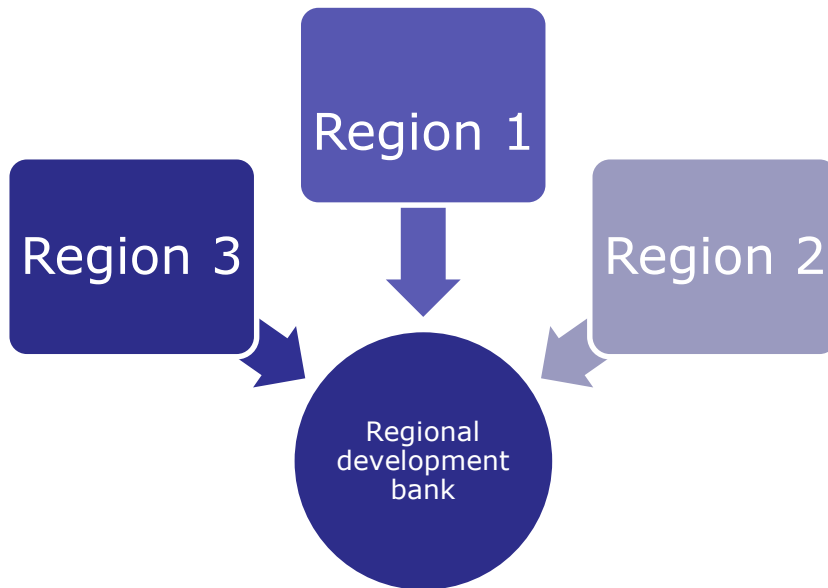 Region 1
Region 3
Region 2
Regional
development
bank